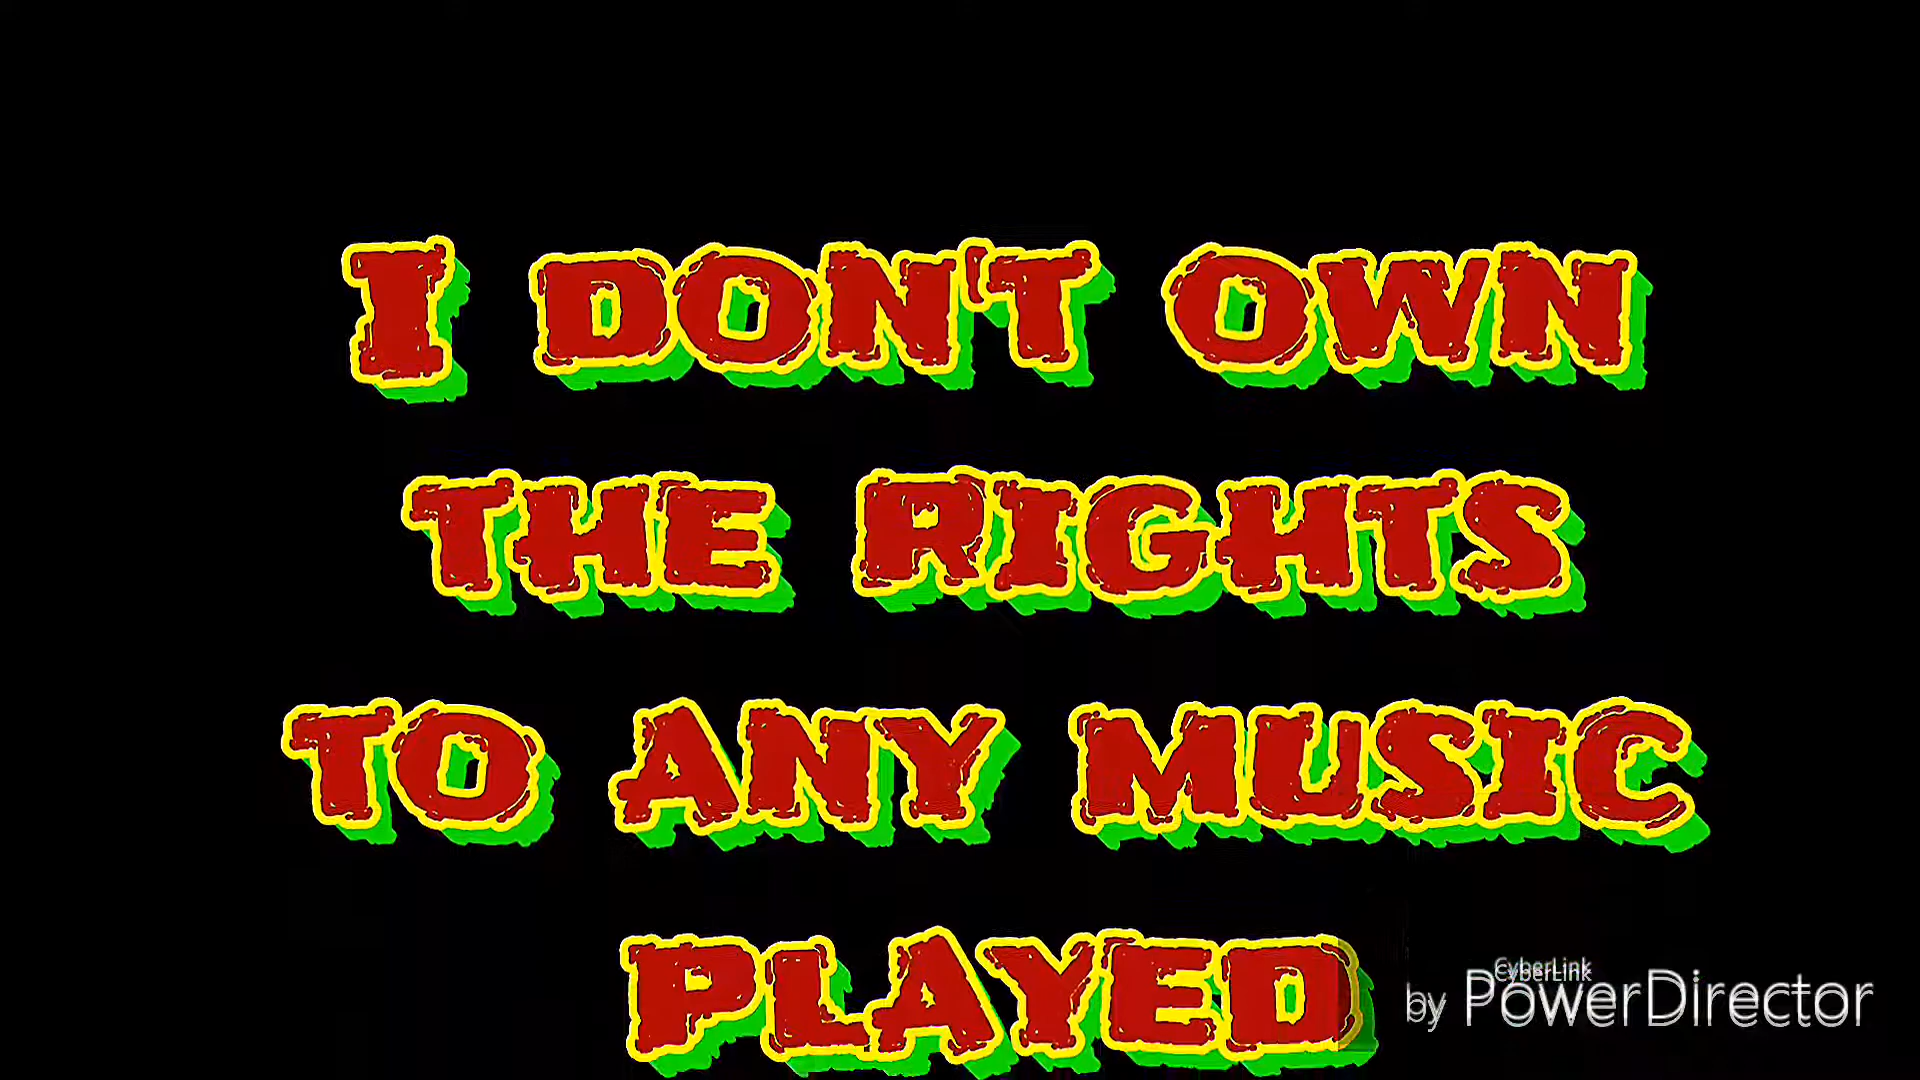 I DON'T OWN
THE RIGHTS
TO ANY MUSIC
PLAYED
CyberLink
by PowerDirector